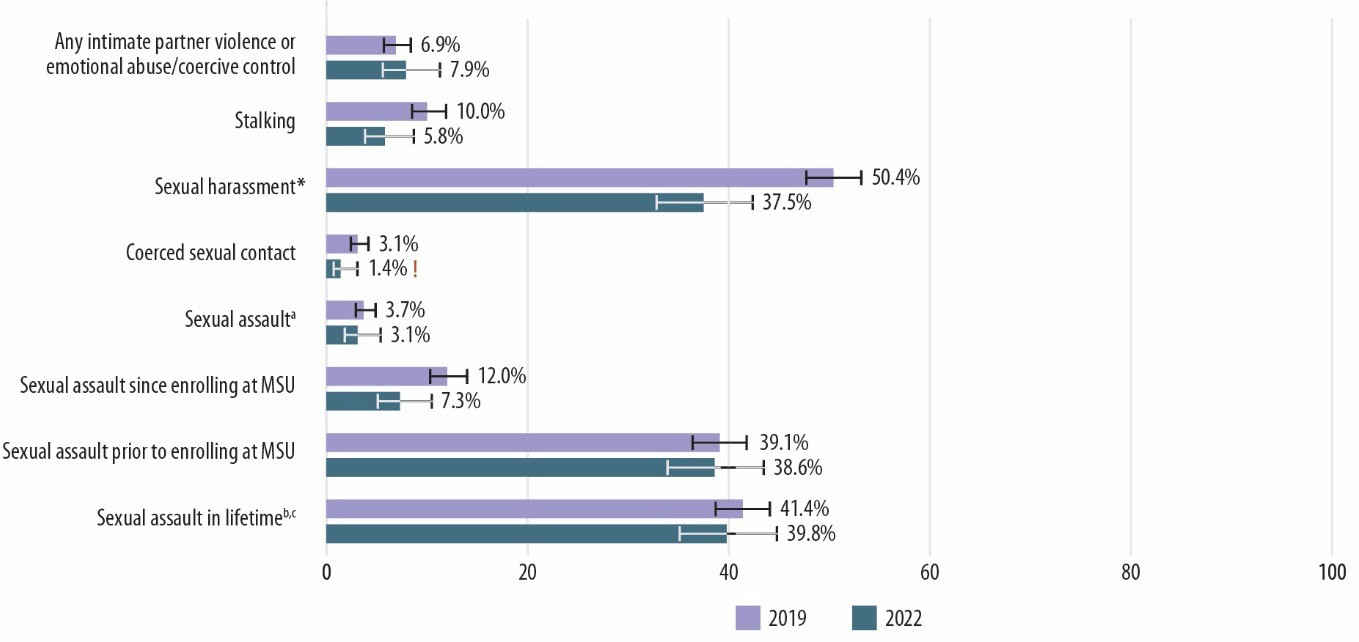 Any intimate partner violence or
emotional abuse/coercive control
6.9%
7.9%
Stalking
10.0%
5.8%
Sexual harassment*
50.4%
37.5%
Coerced sexual contact
3.1%
1.4% !
Sexual assaultᵃ
3.7%
3.1%
Sexual assault since enrolling at MSU
12.0%
7.3%
Sexual assault prior to enrolling at MSU
39.1%
38.6%
Sexual assault in lifetimeᵇ,ᶜ
41.4%
39.8%
0 20 40 60 80 100
2019 2022